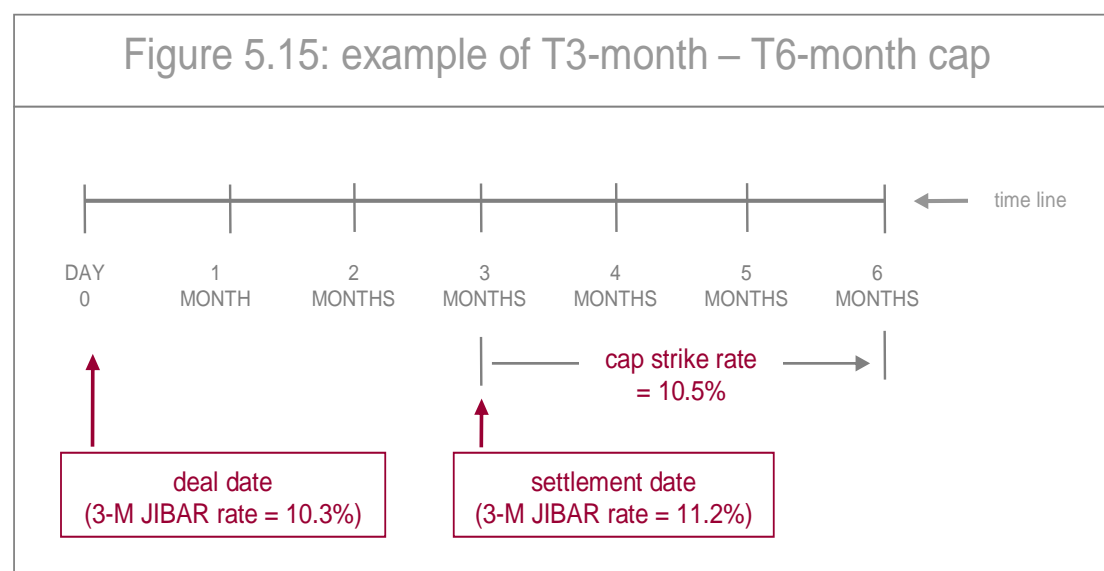 Figure 5.15: example of T3-month – T6-month cap
time line
DAY 0
1 MONTH
2 MONTHS
3 MONTHS
4 MONTHS
5 MONTHS
6 MONTHS
cap strike rate
= 10.5%
deal date
(3-M JIBAR rate = 10.3%)
settlement date
(3-M JIBAR rate = 11.2%)